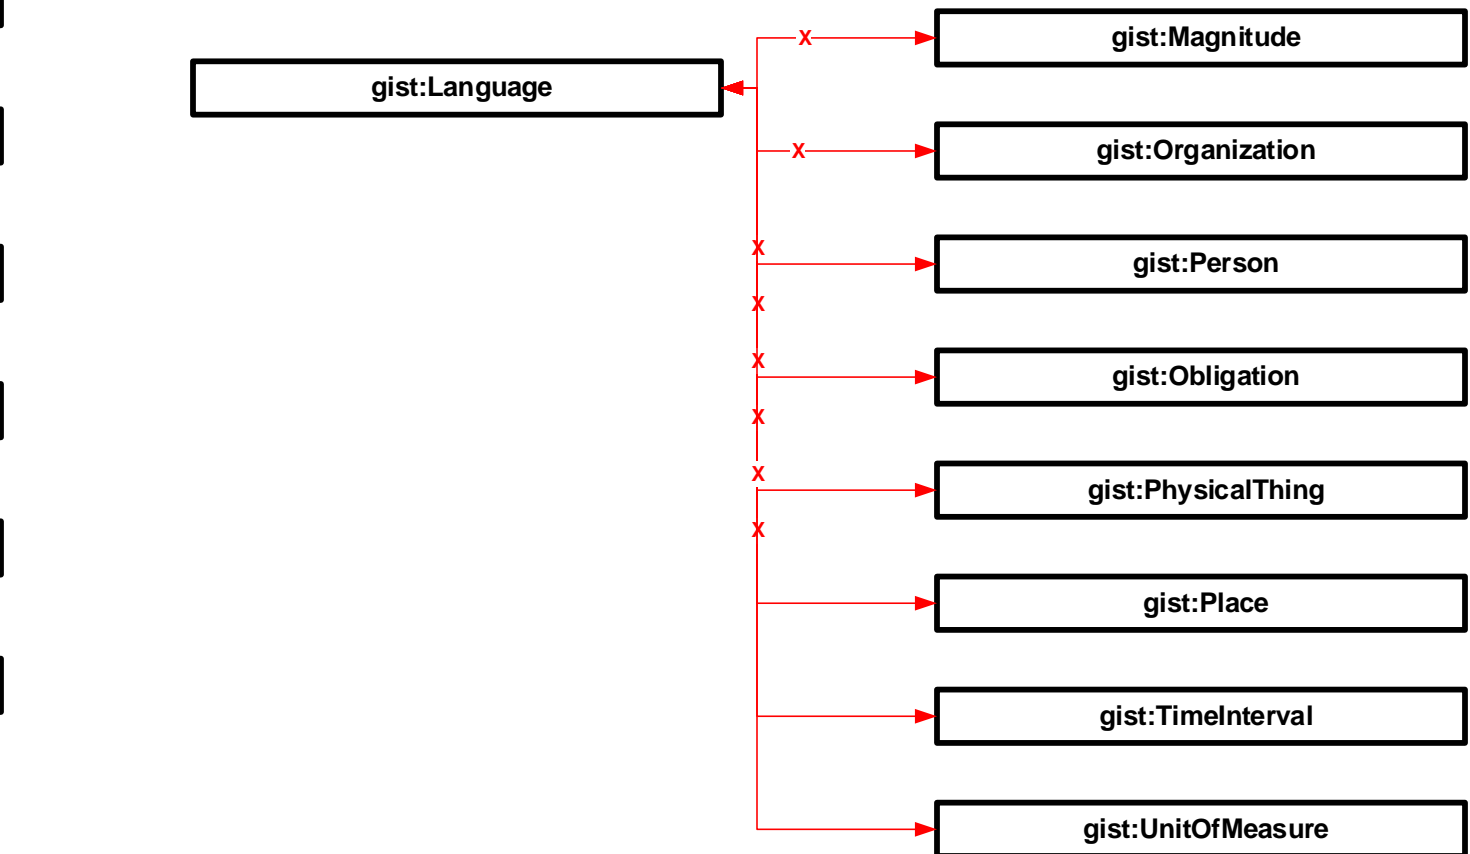 gist:Magnitude
X
gist:Language
gist:Organization
X
X
gist:Person
X
X
gist:Obligation
X
X
gist:PhysicalThing
X
gist:Place
gist:TimeInterval
gist:UnitOfMeasure